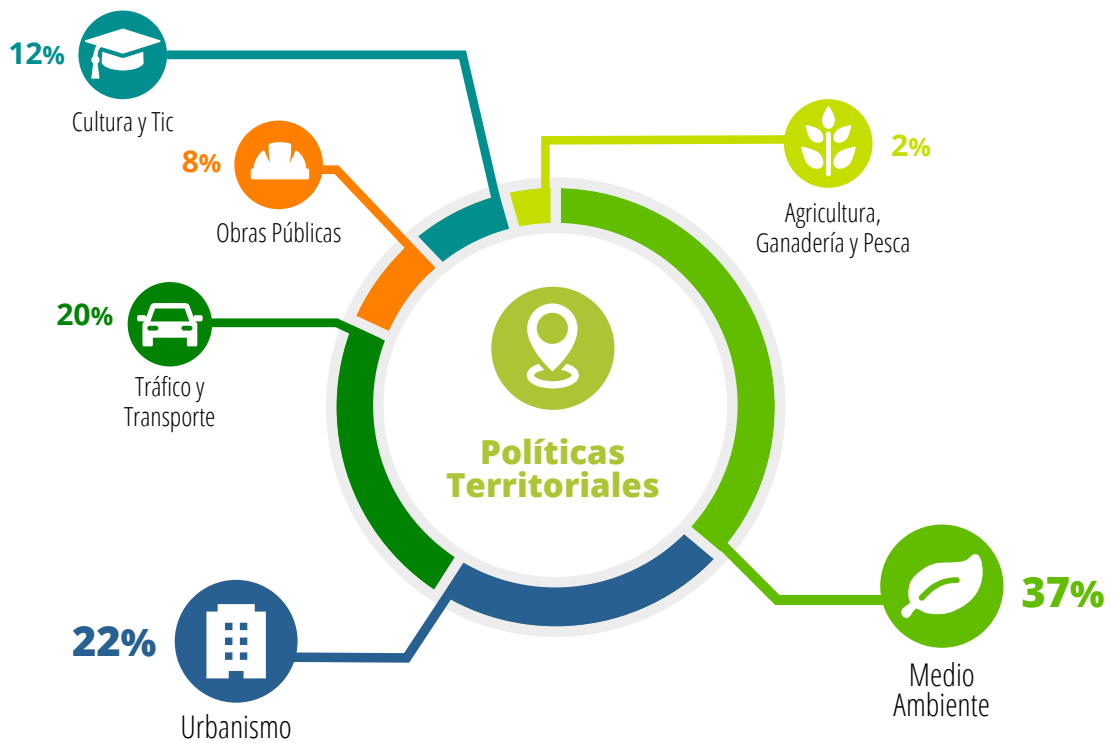 12%
Cultura y Tic
8%
Obras Públicas
2%
Agricultura,
Ganadería y Pesca
20%
Tráfico y
Transporte
Políticas
Territoriales
37%
Medio
Ambiente
22%
Urbanismo